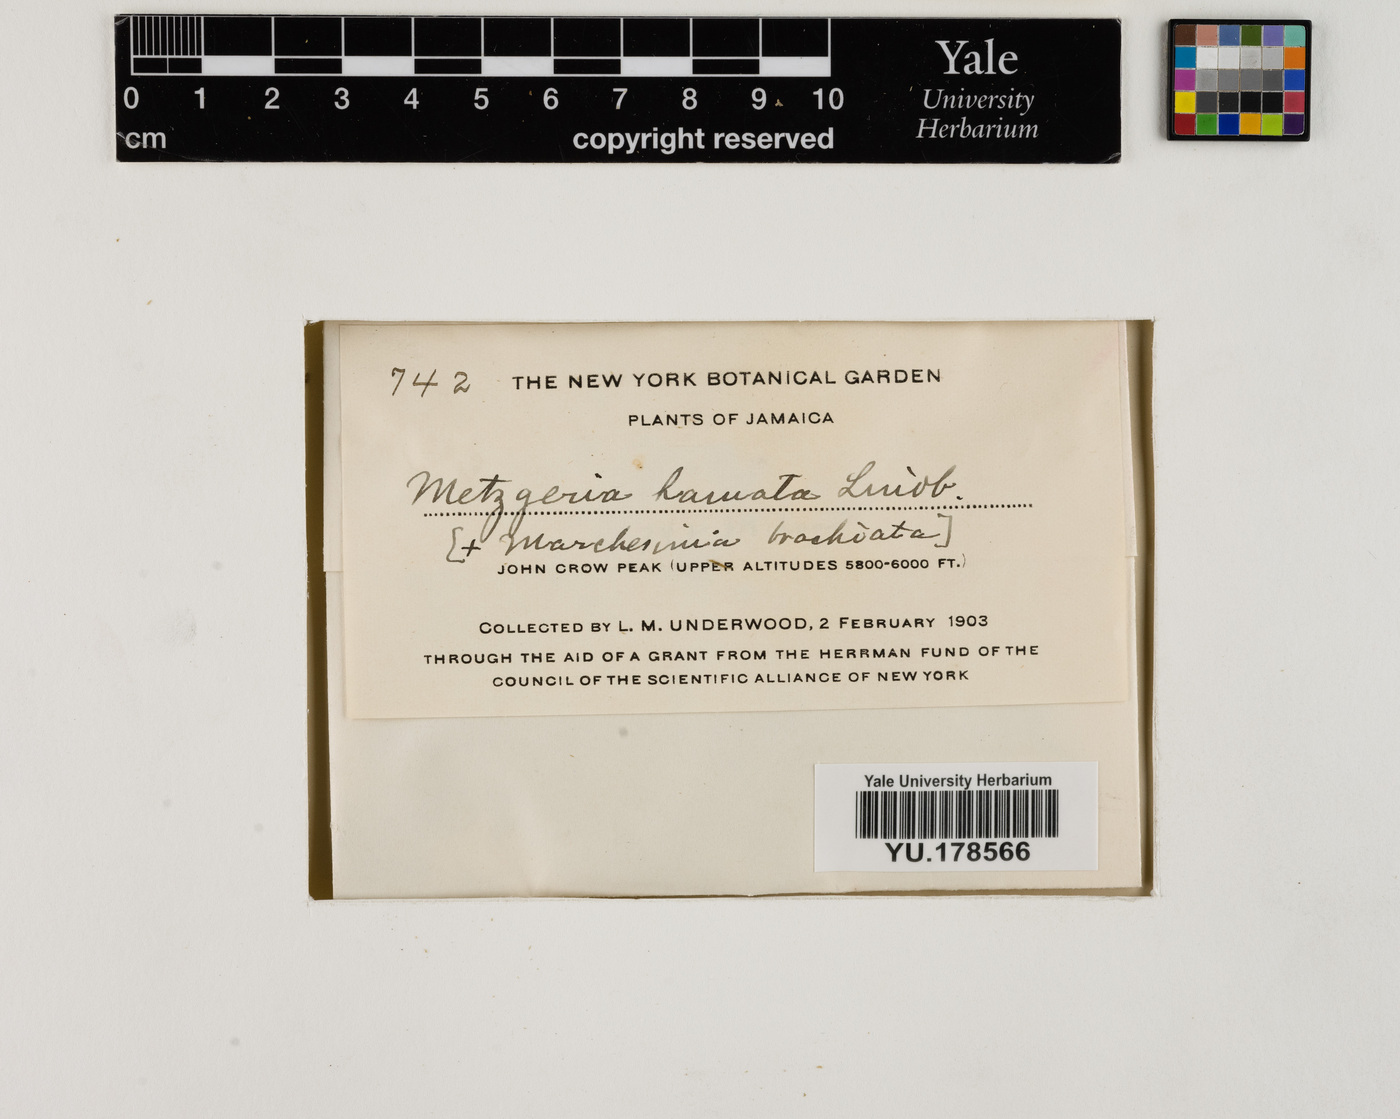 0 1 2 3 4 5 6 7 8 9 10
cm
copyright reserved
Yale
University
Herbarium
742 THE NEW YORK BOTANICAL GARDEN
PLANTS OF JAMAICA
Metzgeria hamata Lindb.
[+ Marchesinia brachiata]
JOHN CROW PEAK (UPPER ALTITUDES 5800-6000 FT.)
COLLECTED BY L. M. UNDERWOOD, 2 FEBRUARY 1903
THROUGH THE AID OF A GRANT FROM THE HERRMAN FUND OF THE
COUNCIL OF THE SCIENTIFIC ALLIANCE OF NEW YORK
Yale University Herbarium
YU.178566